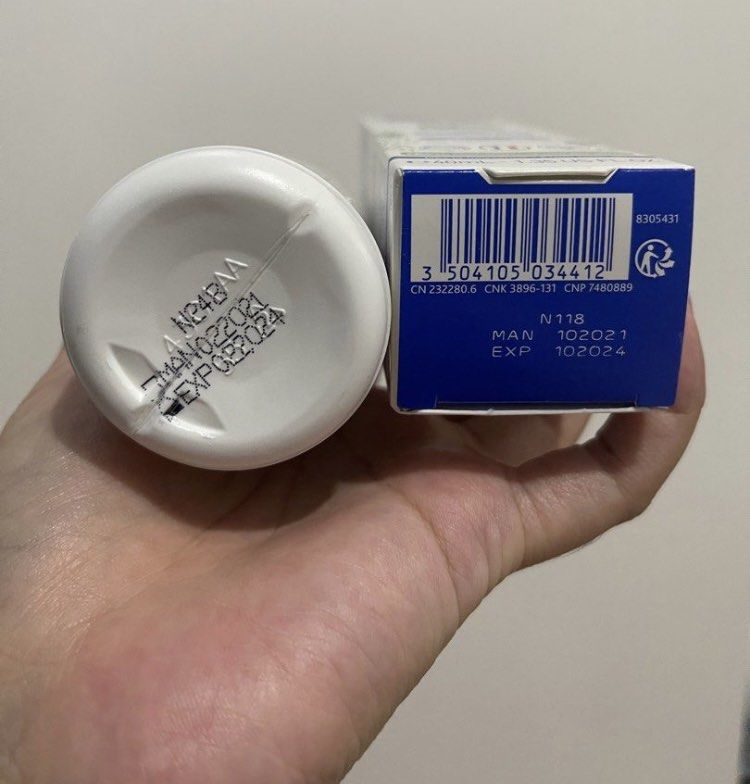 N24BAA
MAN022021
EXP022024
8305431
3 504105 034412
CN 232280.6 CNK 3896-131 CNP 7480889
N118
MAN 102021
EXP 102024